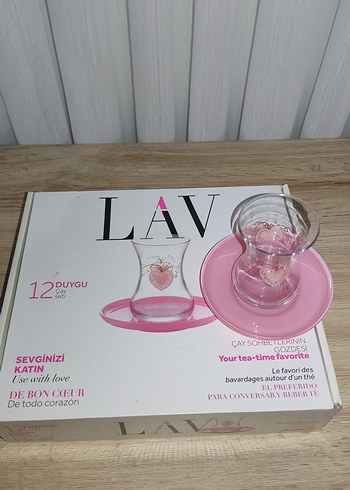 LAV
12 DUYGU
Çay
seti
ÇAY SOHBETLERİNİN
GÖZDESİ
Your tea-time favorite
Le favori des
bavardages autour d'un thé
EL PREFERIDO
PARA CONVERSAR Y BEBER TÉ
SEVGİNİZİ
KATIN
Use with love
DE BON CŒUR
De todo corazón
LAV